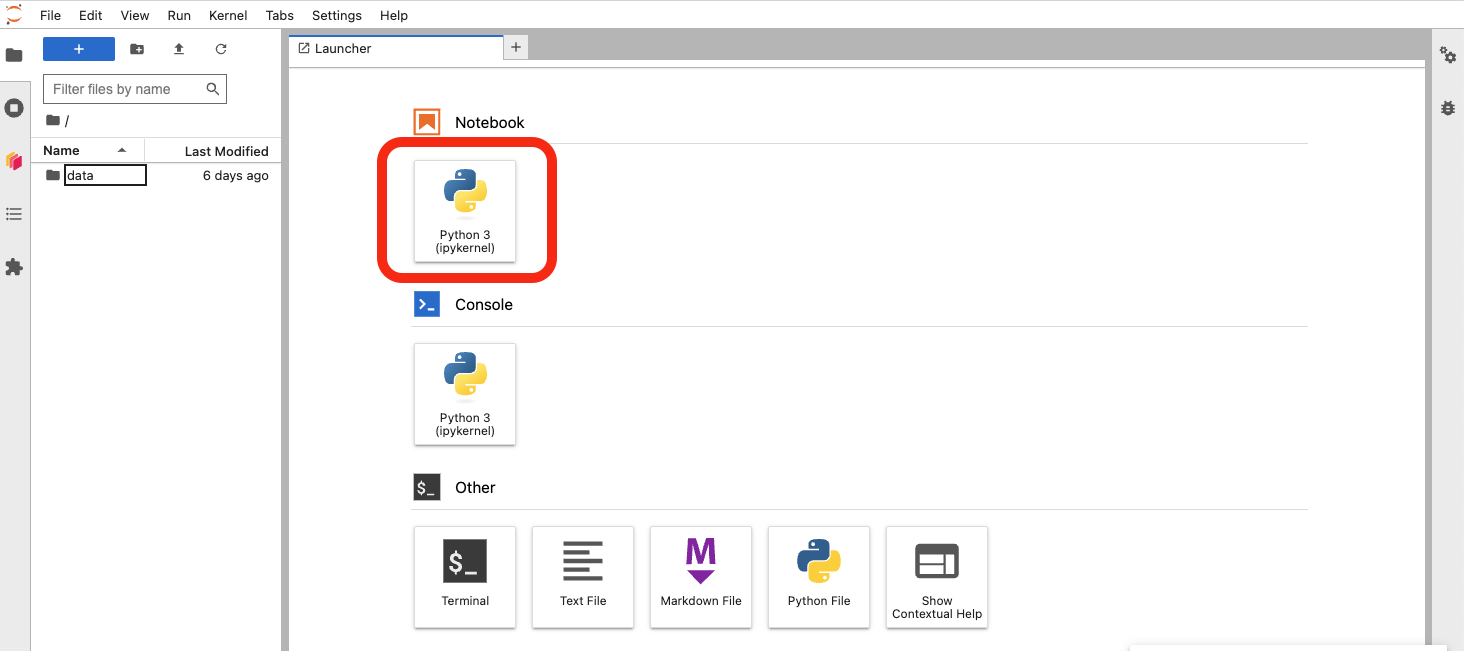 File Edit View Run Kernel Tabs Settings Help
+
Filter files by name
/
Name Last Modified
data 6 days ago
Launcher +
Notebook
Python 3
(ipykernel)
>_ Console
Python 3
(ipykernel)
$_ Other
$_
Terminal
Text File
M
Markdown File
Python File
Show
Contextual Help